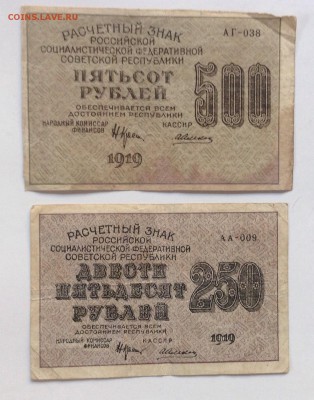 COINS.LAVE.RU
РАСЧЕТНЫЙ ЗНАК
РОССИЙСКОЙ
СОЦИАЛИСТИЧЕСКОЙ ФЕДЕРАТИВНОЙ
СОВЕТСКОЙ РЕСПУБЛИКИ
АГ-038
ПЯТЬСОТ
РУБЛЕЙ
500
ОБЕСПЕЧИВАЕТСЯ ВСЕМ
ДОСТОЯНИЕМ РЕСПУБЛИКИ
НАРОДНЫЙ КОМИССАР
ФИНАНСОВ
КАССИР
1919
РАСЧЕТНЫЙ ЗНАК
РОССИЙСКОЙ
СОЦИАЛИСТИЧЕСКОЙ ФЕДЕРАТИВНОЙ
СОВЕТСКОЙ РЕСПУБЛИКИ
АА-009
ДВЕСТИ
ПЯТЬДЕСЯТ
РУБЛЕЙ
250
ОБЕСПЕЧИВАЕТСЯ ВСЕМ
ДОСТОЯНИЕМ РЕСПУБЛИКИ
1919
НАРОДНЫЙ КОМИССАР
ФИНАНСОВ
КАССИР